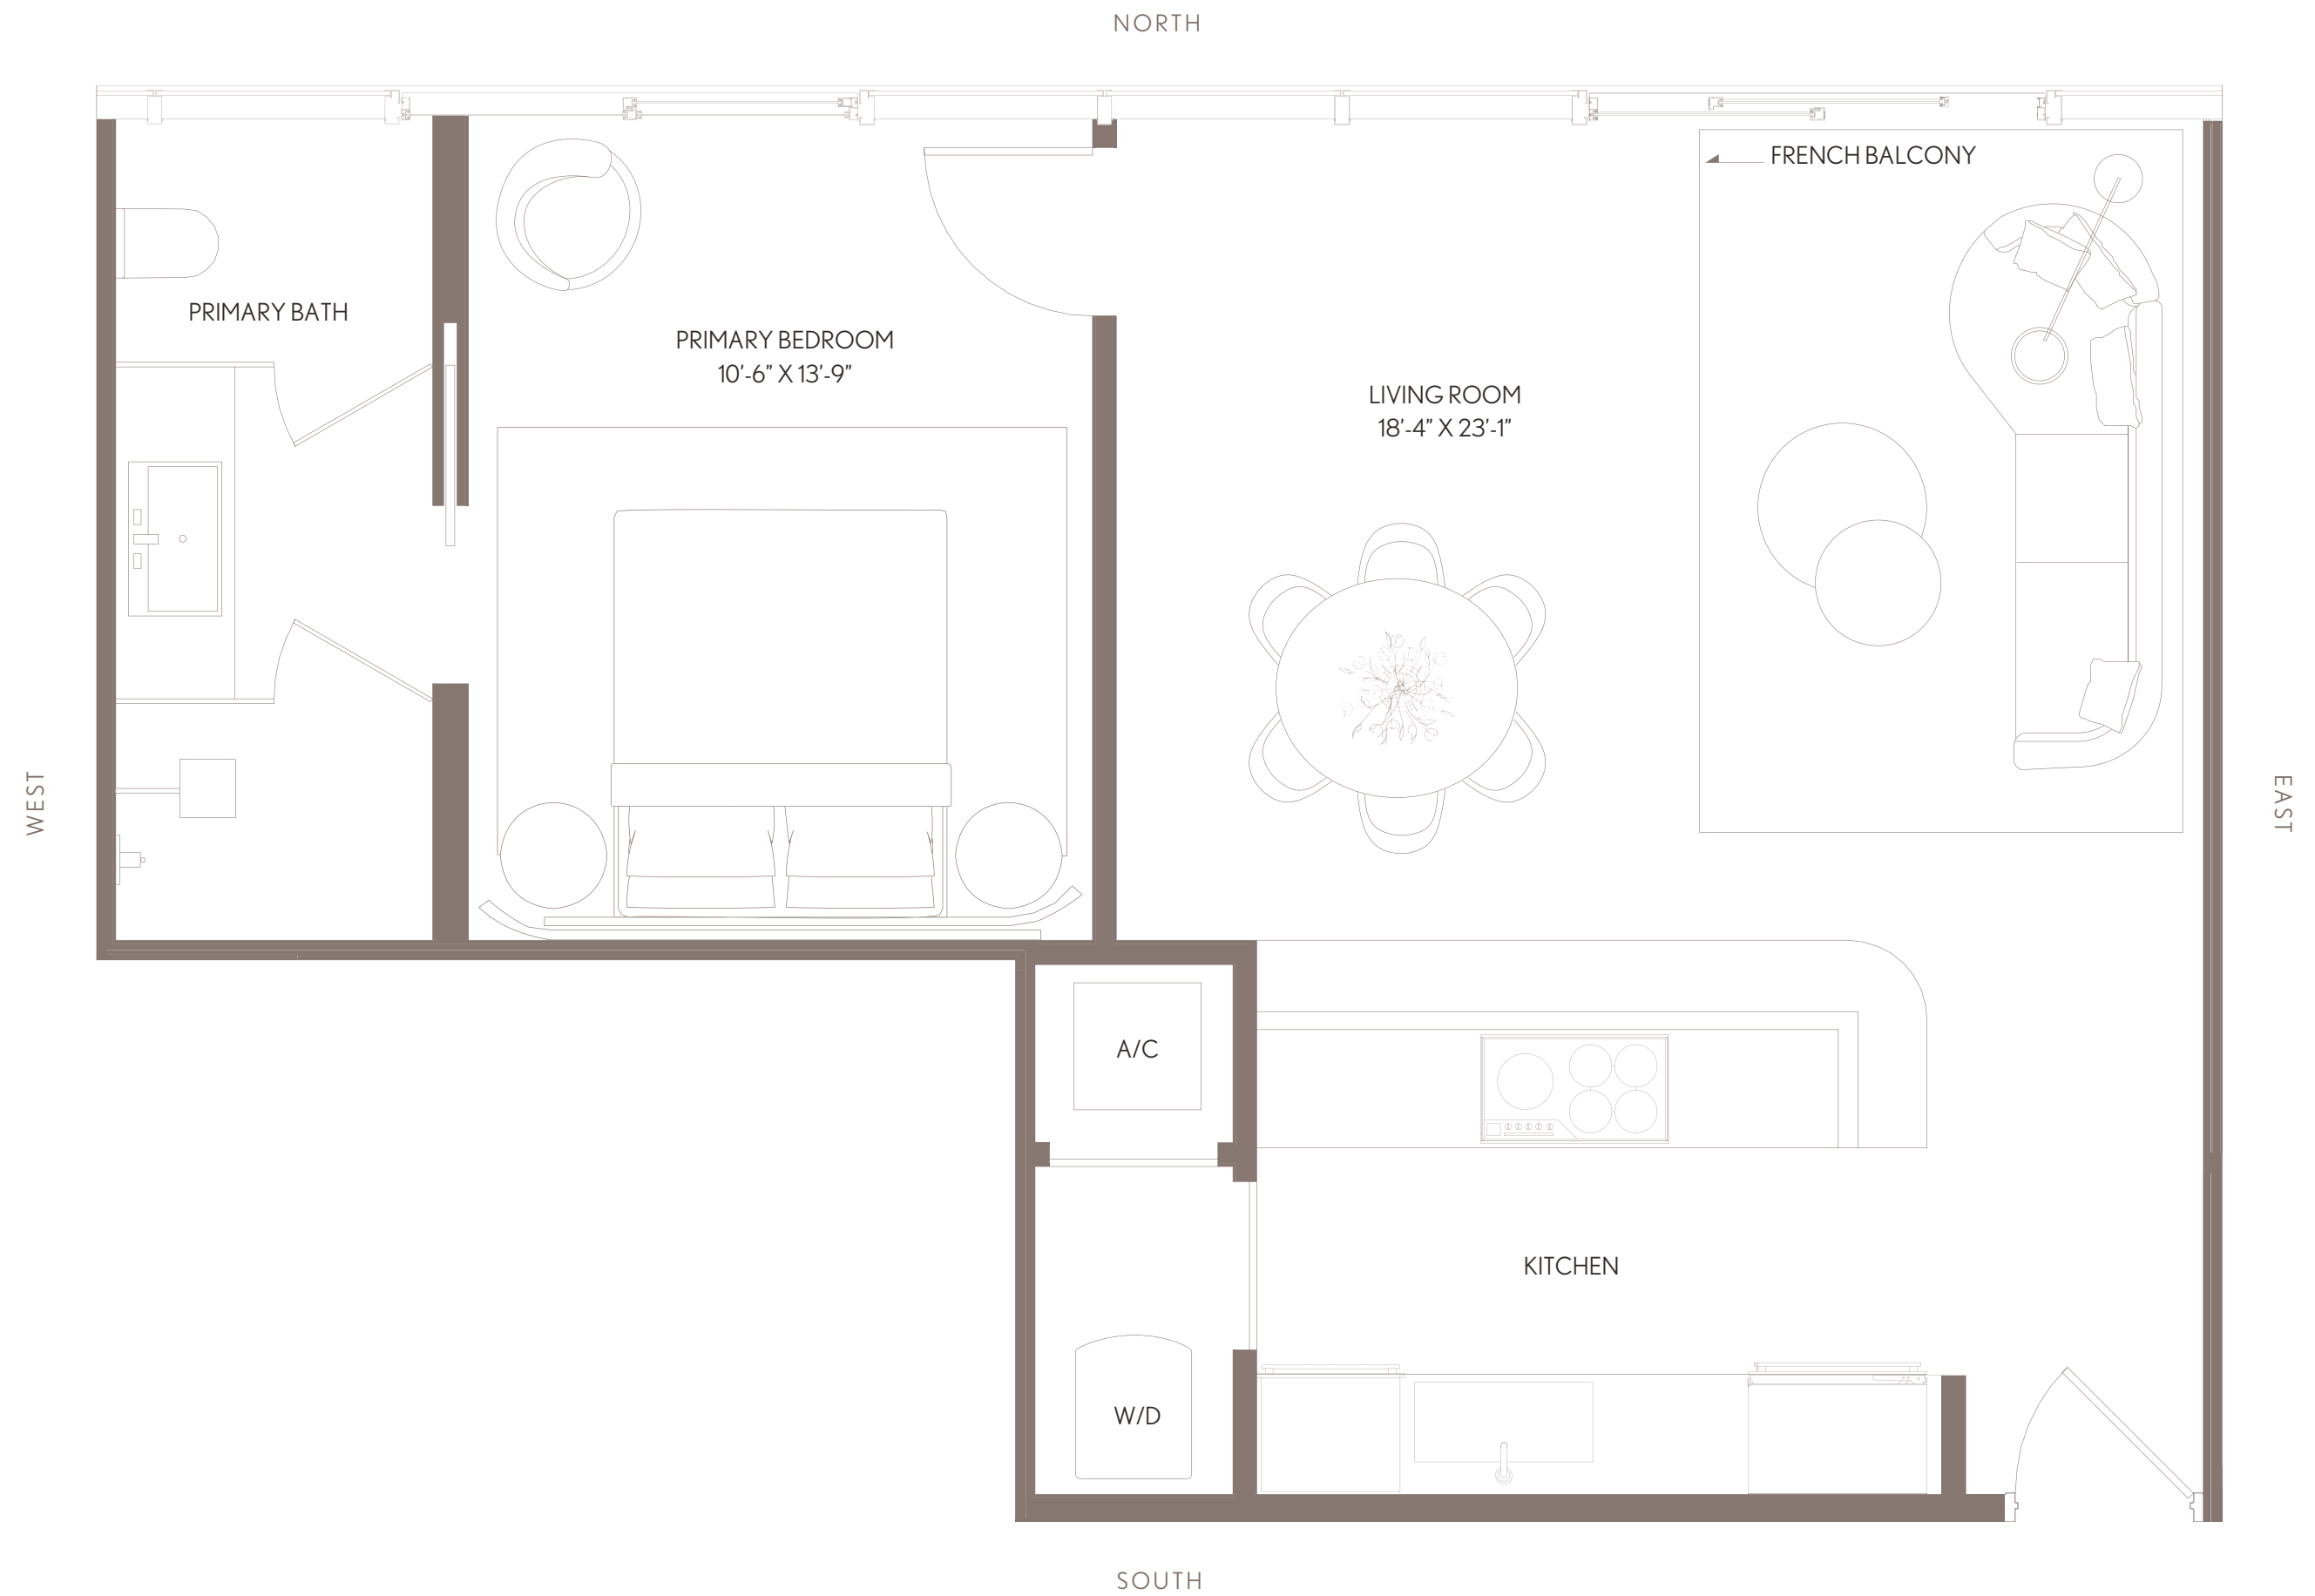 NORTH
FRENCH BALCONY
PRIMARY BATH
PRIMARY BEDROOM
10'-6” X 13'-9”
LIVING ROOM
18'-4” X 23'-1”
WEST
EAST
A/C
KITCHEN
W/D
SOUTH